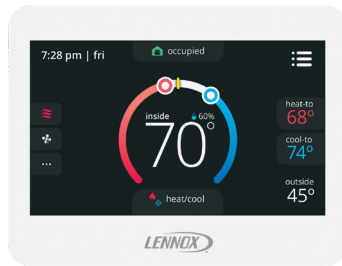 7:28 pm | fri
occupied
heat-to
68°
cool-to
74°
outside
45°
inside
60%
70°
heat/cool
LENNOX